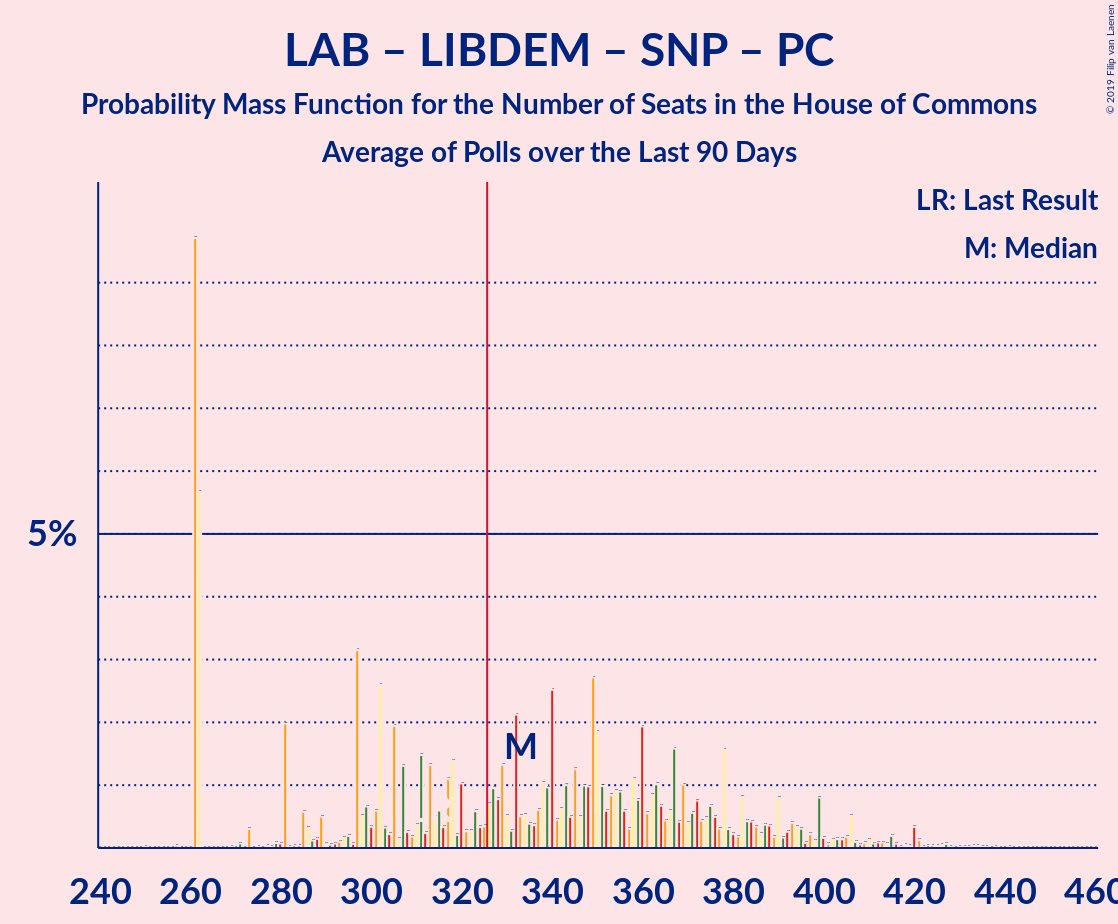 LAB – LIBDEM – SNP – PC
Probability Mass Function for the Number of Seats in the House of Commons
Average of Polls over the Last 90 Days
© 2019 Filip van Laenen
LR: Last Result
M: Median
5%
M
240 260 280 300 320 340 360 380 400 420 440 460